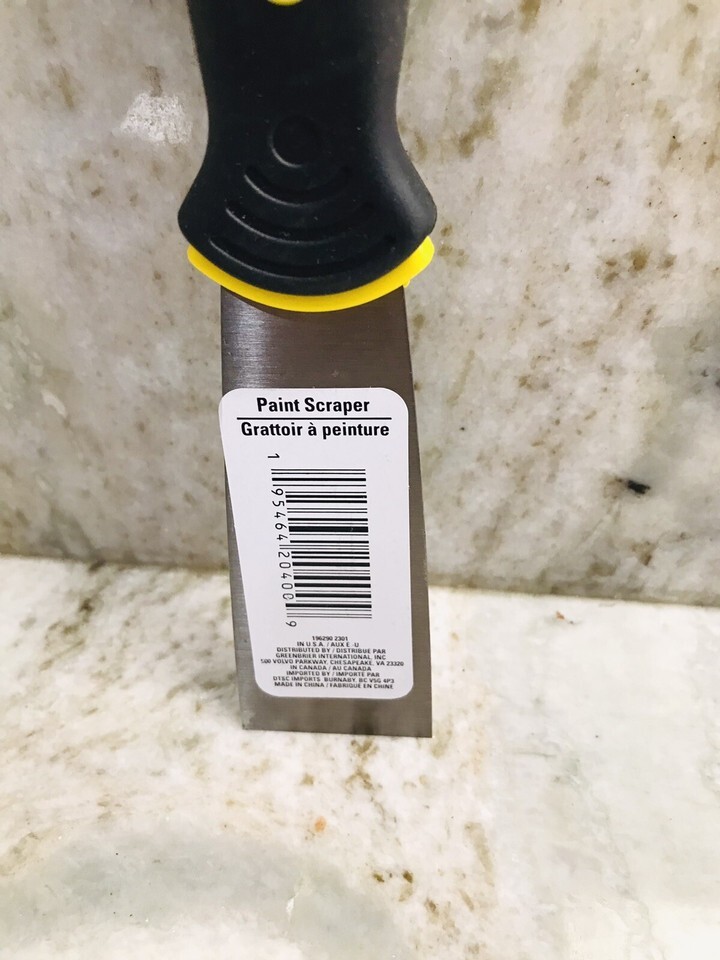 Paint Scraper
Grattoir à peinture
1 95464 20400 9
196290 2301
IN U.S.A. / AUX É.-U
DISTRIBUTED BY / DISTRIBUÉ PAR
GREENBRIER INTERNATIONAL, INC
500 VOLVO PARKWAY, CHESAPEAKE, VA 23320
IN CANADA / AU CANADA
IMPORTED BY / IMPORTÉ PAR
DTSC IMPORTS BURNABY, BC V5G 4P3
MADE IN CHINA / FABRIQUÉ EN CHINE